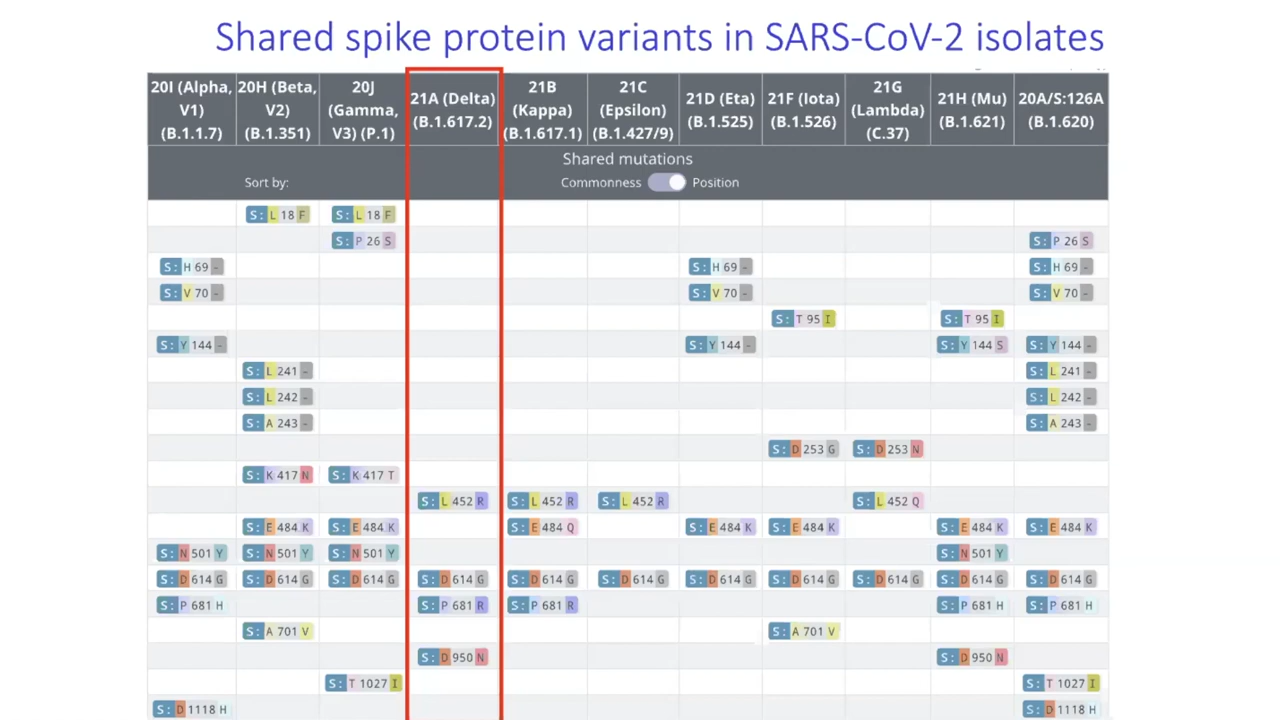 Shared spike protein variants in SARS-CoV-2 isolates
20I (Alpha, V1) (B.1.1.7) 20H (Beta, V2) (B.1.351) 20J (Gamma, V3) (P.1) 21A (Delta) (B.1.617.2) 21B (Kappa) (B.1.617.1) 21C (Epsilon) (B.1.427/9) 21D (Eta) (B.1.525) 21F (Iota) (B.1.526) 21G (Lambda) (C.37) 21H (Mu) (B.1.621) 20A/S:126A (B.1.620)
Shared mutations
Sort by: Commonness Position
S: L 18 F S: L 18 F
S: P 26 S S: P 26 S
S: H 69 - S: H 69 - S: H 69 -
S: V 70 - S: V 70 - S: V 70 -
S: T 95 I S: T 95 I
S: Y 144 - S: Y 144 - S: Y 144 S S: Y 144 -
S: L 241 - S: L 241 -
S: L 242 - S: L 242 -
S: A 243 - S: A 243 -
S: D 253 G S: D 253 N
S: K 417 N S: K 417 T
S: L 452 R S: L 452 R S: L 452 R S: L 452 Q
S: E 484 K S: E 484 K S: E 484 Q S: E 484 K S: E 484 K S: E 484 K S: E 484 K
S: N 501 Y S: N 501 Y S: N 501 Y S: N 501 Y
S: D 614 G S: D 614 G S: D 614 G S: D 614 G S: D 614 G S: D 614 G S: D 614 G S: D 614 G S: D 614 G S: D 614 G S: D 614 G
S: P 681 H S: P 681 R S: P 681 R S: P 681 H S: P 681 H
S: A 701 V S: A 701 V
S: D 950 N S: D 950 N
S: T 1027 I S: T 1027 I
S: D 1118 H S: D 1118 H